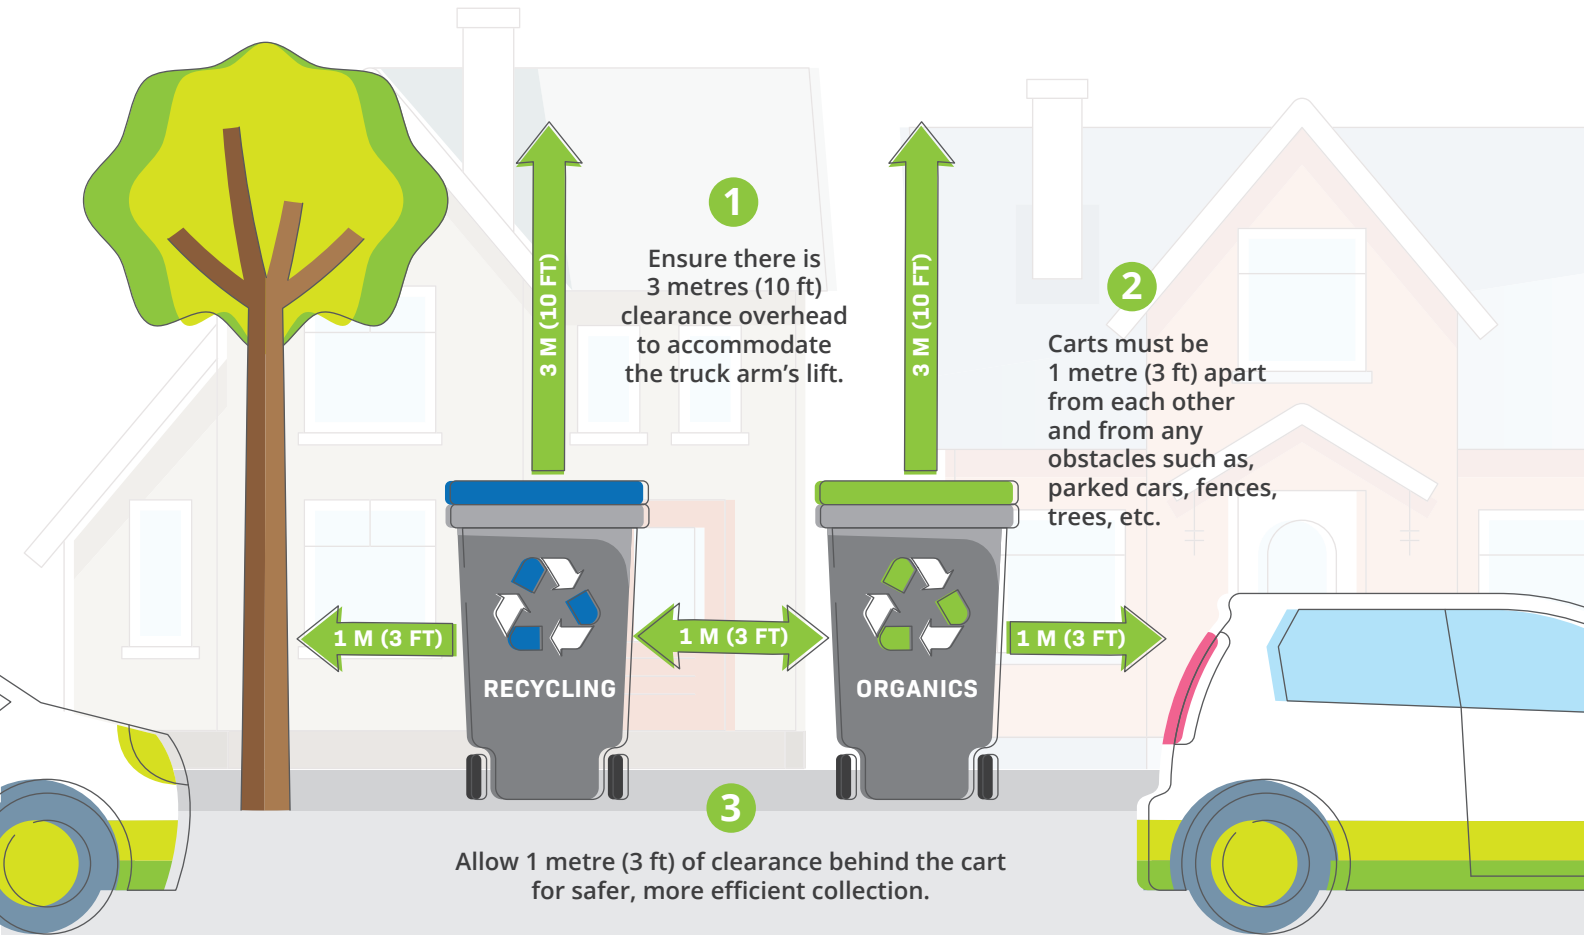 1
Ensure there is
3 metres (10 ft)
clearance overhead
to accommodate
the truck arm's lift.
3 M (10 FT)
3 M (10 FT)
2
Carts must be
1 metre (3 ft) apart
from each other
and from any
obstacles such as,
parked cars, fences,
trees, etc.
1 M (3 FT)
1 M (3 FT)
1 M (3 FT)
RECYCLING
ORGANICS
3
Allow 1 metre (3 ft) of clearance behind the cart
for safer, more efficient collection.